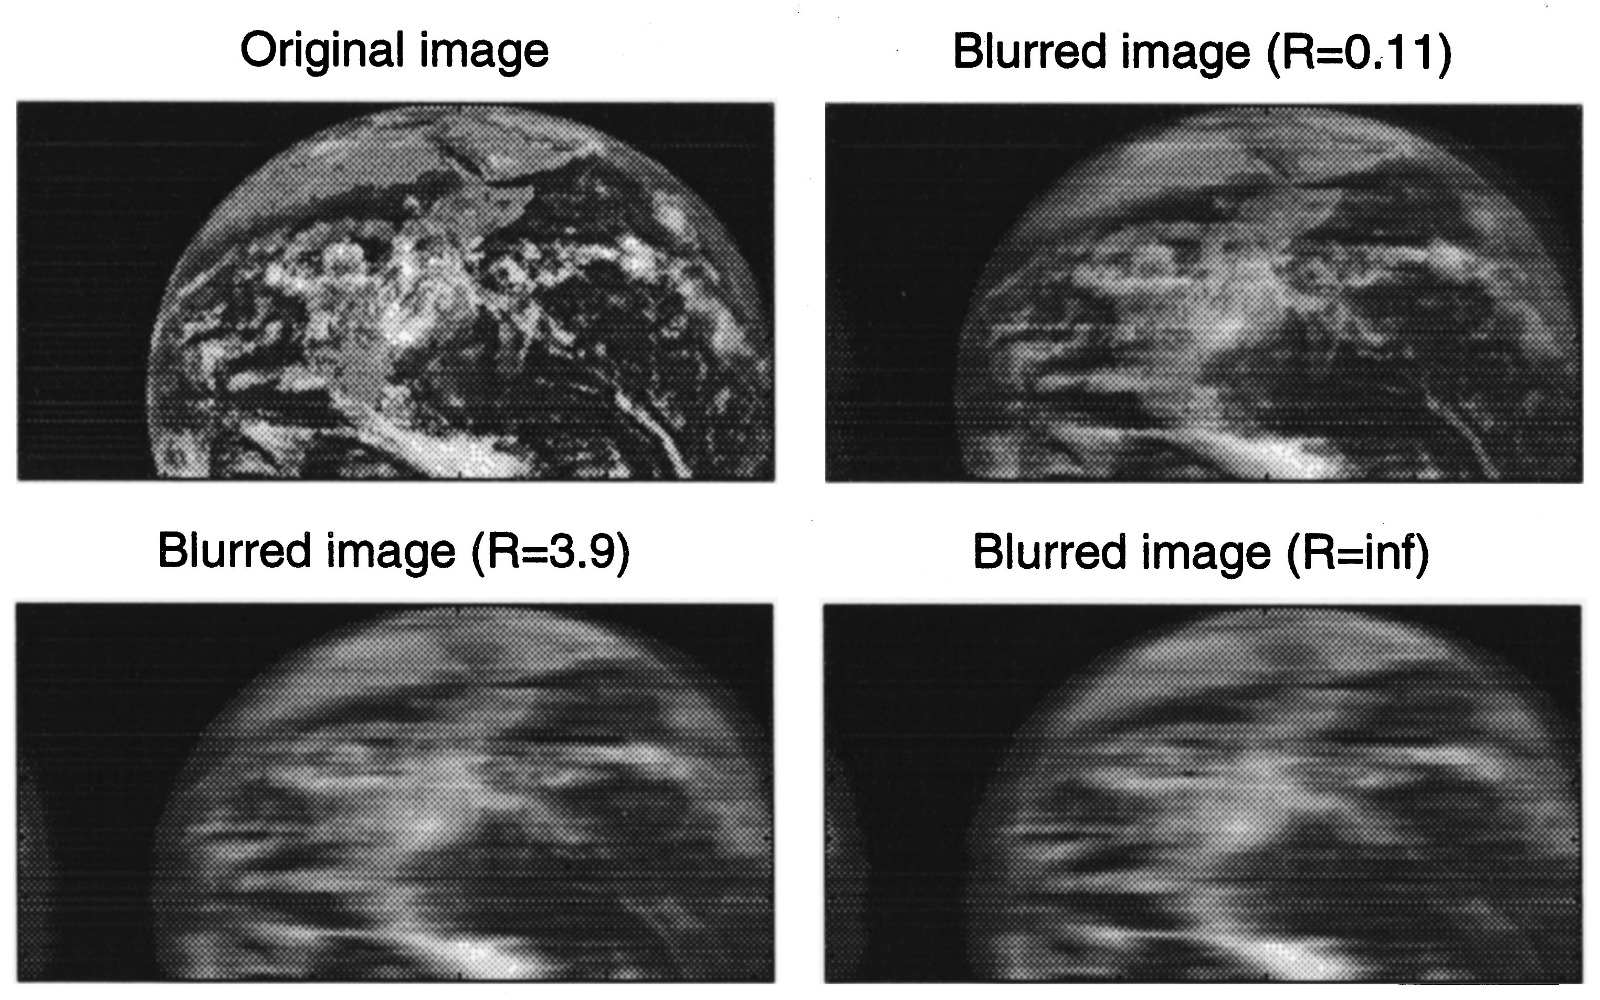 Original image
Blurred image (R=0.11)
Blurred image (R=3.9)
Blurred image (R=inf)